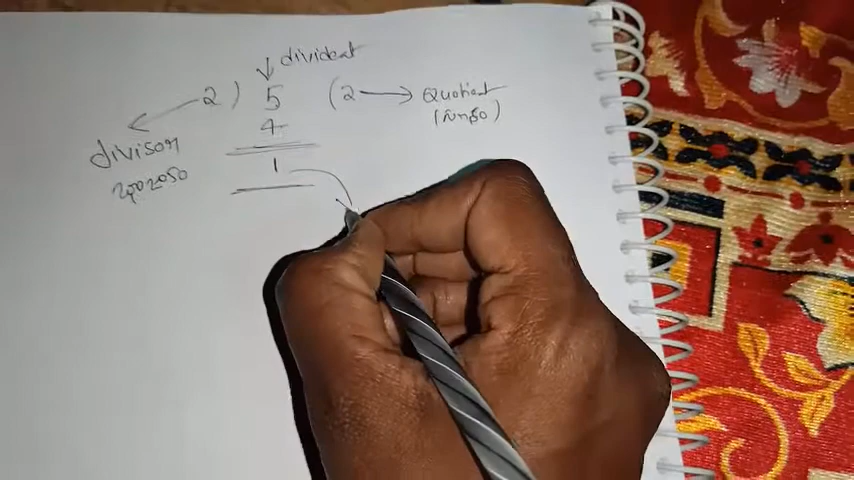 divident
2 ) 5 ( 2 → Quotient
4
divisor
1